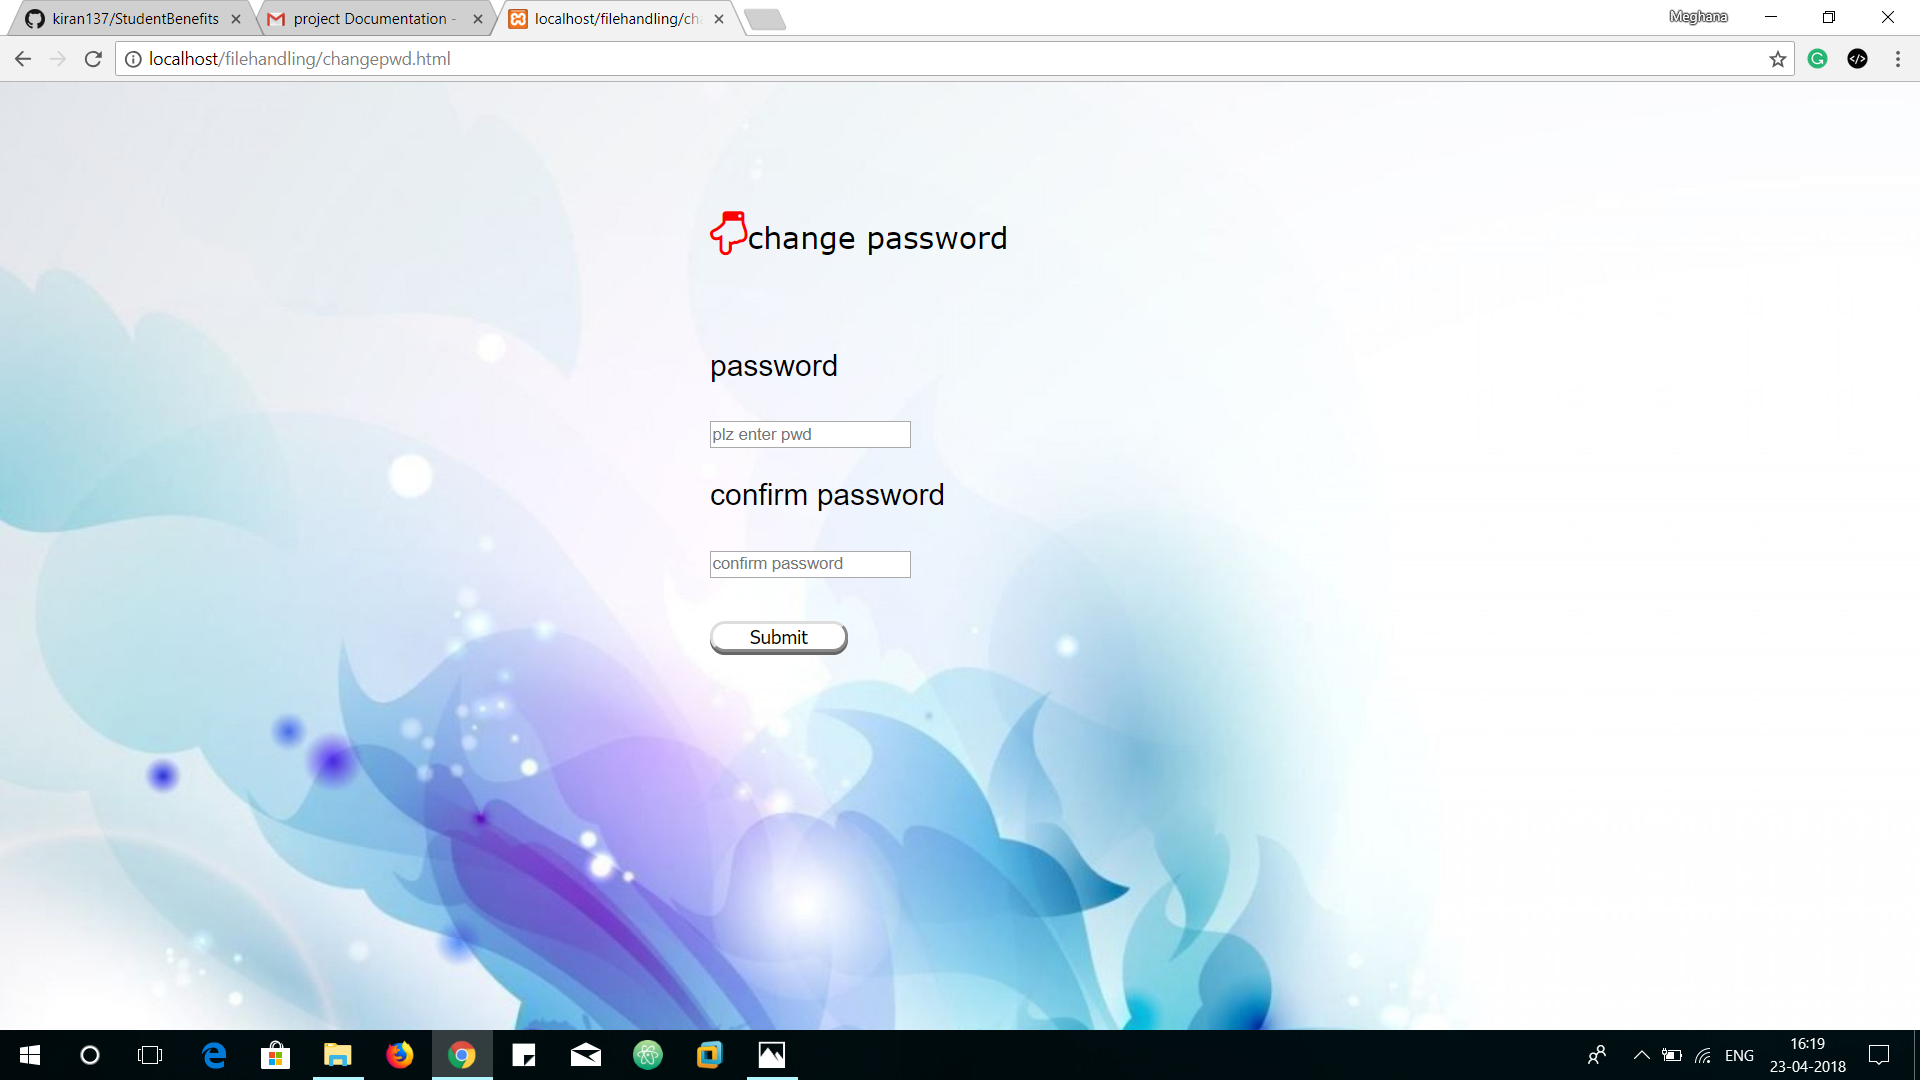 kiran137/StudentBenefits
project Documentation -
localhost/filehandling/ch
Meghana
localhost/filehandling/changepwd.html
change password
password
plz enter pwd
confirm password
confirm password
Submit
ENG
16:19
23-04-2018